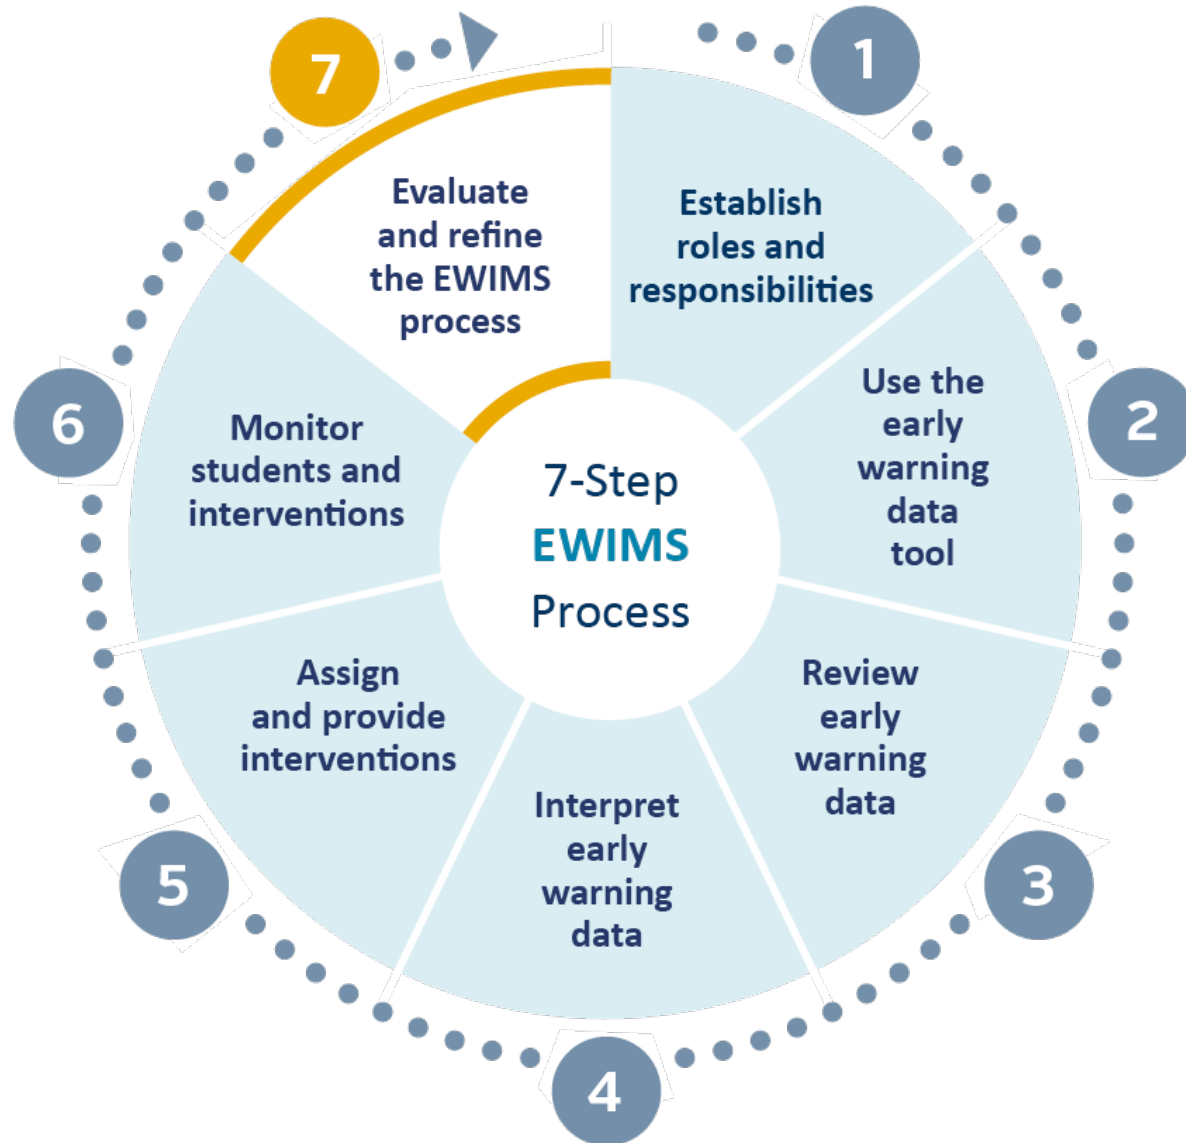 7-Step
EWIMS
Process
1
Establish
roles and
responsibilities
2
Use the
early
warning
data
tool
3
Review
early
warning
data
4
Interpret
early
warning
data
5
Assign
and provide
interventions
6
Monitor
students and
interventions
7
Evaluate
and refine
the EWIMS
process